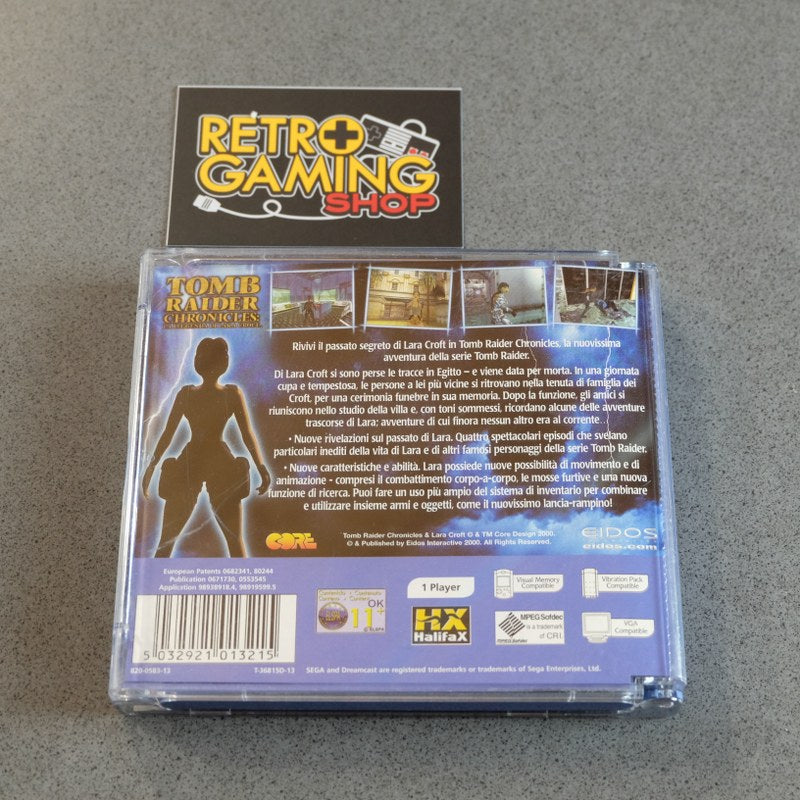 RETRO
GAMING
SHOP
TOMB
RAIDER
CHRONICLES:
LA LEGGENDA DI LARA CROFT
Rivivi il passato segreto di Lara Croft in Tomb Raider Chronicles, la nuovissima
avventura della serie Tomb Raider.
Di Lara Croft si sono perse le tracce in Egitto – e viene data per morta. In una giornata
cupa e tempestosa, le persone a lei più vicine si ritrovano nella tenuta di famiglia dei
Croft, per una cerimonia funebre in sua memoria. Dopo la funzione, gli amici si
riuniscono nello studio della villa e, con toni sommessi, ricordano alcune delle avventure
trascorse di Lara; avventure di cui finora nessun altro era al corrente…
• Nuove rivelazioni sul passato di Lara. Quattro spettacolari episodi che svelano
particolari inediti della vita di Lara e di altri famosi personaggi della serie Tomb Raider.
• Nuove caratteristiche e abilità. Lara possiede nuove possibilità di movimento e di
animazione - compresi il combattimento corpo-a-corpo, le mosse furtive e una nuova
funzione di ricerca. Puoi fare un uso più ampio del sistema di inventario per combinare
e utilizzare insieme armi e oggetti, come il nuovissimo lancia-rampino!
CORE
Tomb Raider Chronicles & Lara Croft © & TM Core Design 2000.
© & Published by Eidos Interactive 2000. All Rights Reserved.
EIDOS
eidos.com
European Patents 0682341, 80244
Publication 0671730, 0553545
Application 98938918.4, 98919599.5
5 032921 013215
820-0583-13
T-36815D-13
OK
11+
© ELSPA
1 Player
HX
HalifaX
Visual Memory
Compatible
Vibration Pack
Compatible
MPEG Sofdec
is a trademark
of CRI.
MPEG Sofdec
VGA
Compatible
SEGA and Dreamcast are registered trademarks or trademarks of Sega Enterprises, Ltd.